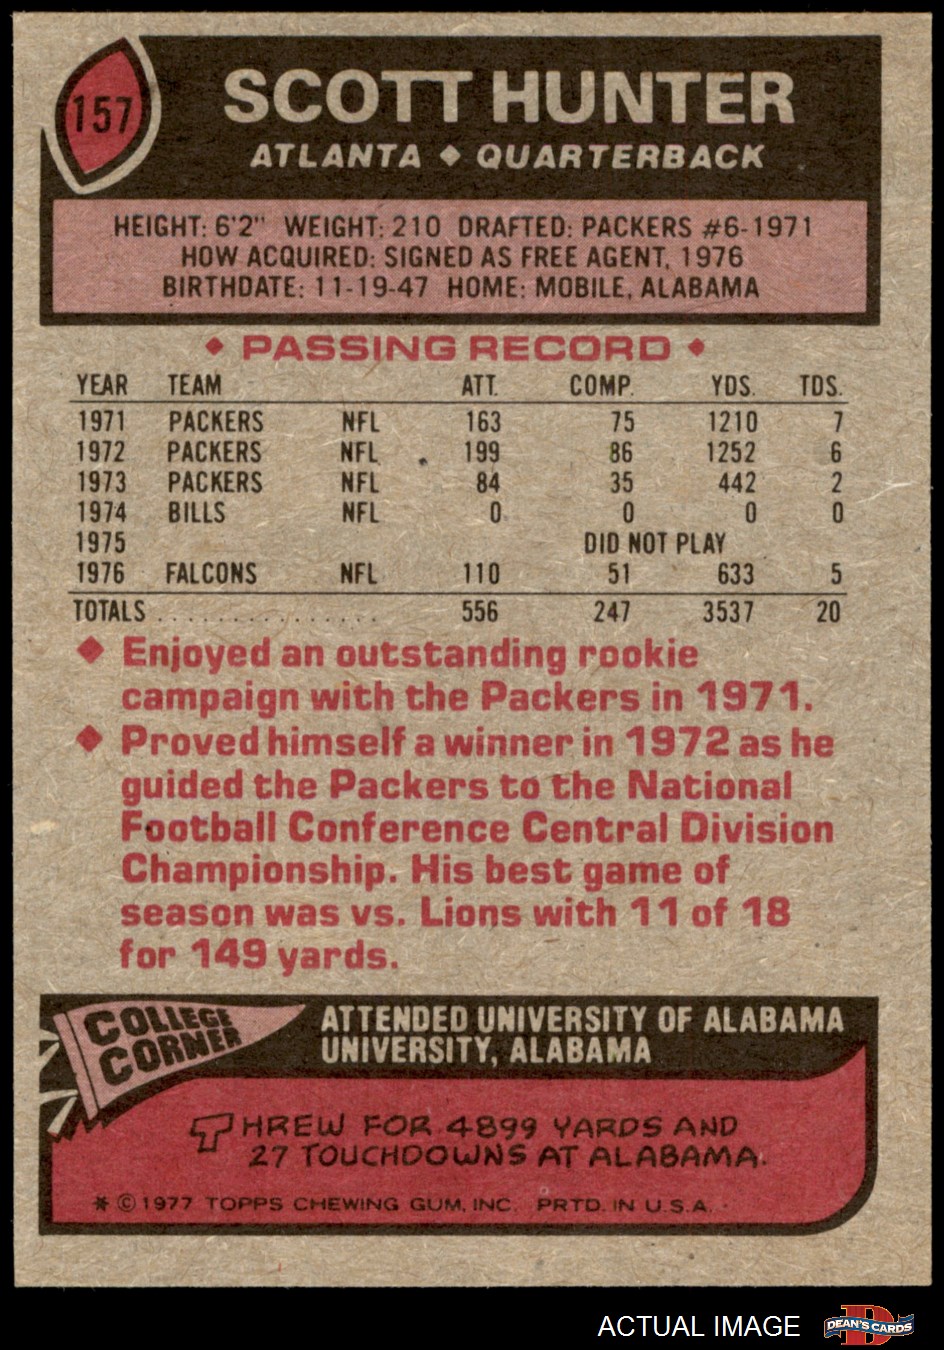 157
SCOTT HUNTER
ATLANTA ◆ QUARTERBACK
HEIGHT: 6'2" WEIGHT: 210 DRAFTED: PACKERS #6-1971
HOW ACQUIRED: SIGNED AS FREE AGENT, 1976
BIRTHDATE: 11-19-47 HOME: MOBILE, ALABAMA
◆ PASSING RECORD ◆
YEAR TEAM ATT. COMP. YDS. TDS.
1971 PACKERS NFL 163 75 1210 7
1972 PACKERS NFL 199 86 1252 6
1973 PACKERS NFL 84 35 442 2
1974 BILLS NFL 0 0 0 0
1975 DID NOT PLAY
1976 FALCONS NFL 110 51 633 5
TOTALS . . . . . . . . . . . . . . . 556 247 3537 20
◆ Enjoyed an outstanding rookie
campaign with the Packers in 1971.
◆ Proved himself a winner in 1972 as he
guided the Packers to the National
Football Conference Central Division
Championship. His best game of
season was vs. Lions with 11 of 18
for 149 yards.
COLLEGE
CORNER
ATTENDED UNIVERSITY OF ALABAMA
UNIVERSITY, ALABAMA
THREW FOR 4899 YARDS AND
27 TOUCHDOWNS AT ALABAMA.
* © 1977 TOPPS CHEWING GUM, INC. PRTD. IN U.S.A.
ACTUAL IMAGE
DEAN'S CARDS